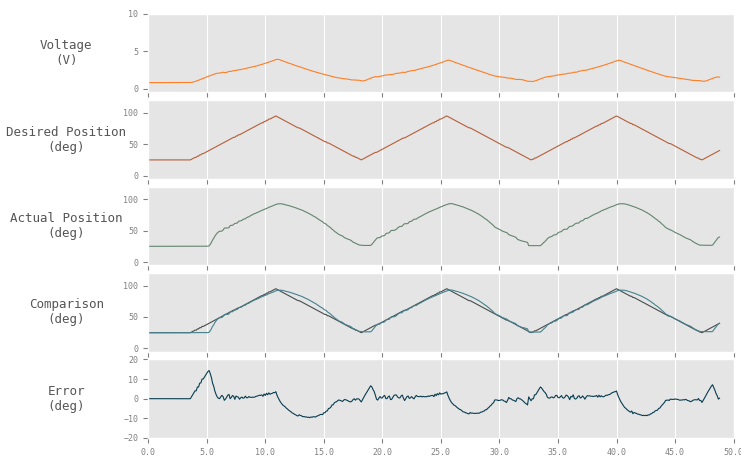 Voltage
(V)
10
5
0
Desired Position
(deg)
100
50
0
Actual Position
(deg)
100
50
0
Comparison
(deg)
100
50
0
Error
(deg)
20
10
0
−10
−20
0.0 5.0 10.0 15.0 20.0 25.0 30.0 35.0 40.0 45.0 50.0